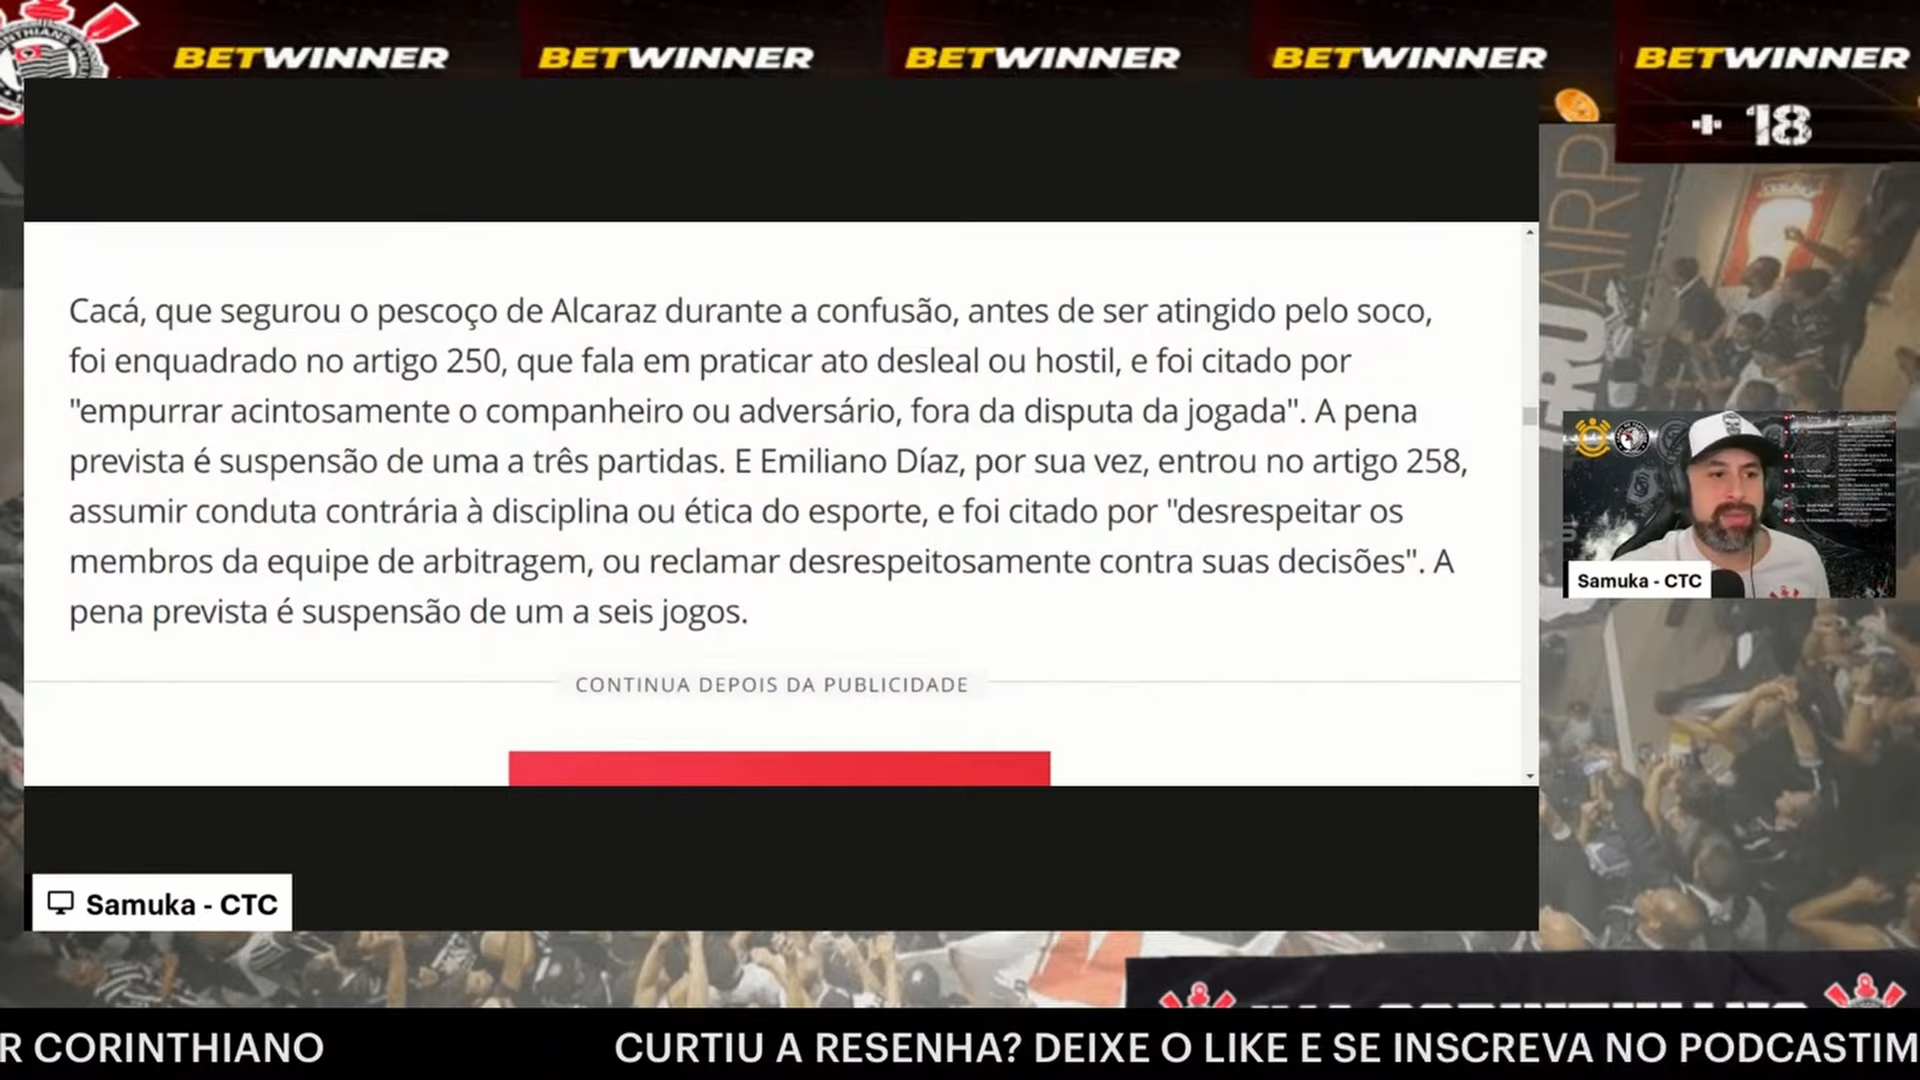 BETWINNER BETWINNER BETWINNER BETWINNER BETWINNER
+ 18
Cacá, que segurou o pescoço de Alcaraz durante a confusão, antes de ser atingido pelo soco,
foi enquadrado no artigo 250, que fala em praticar ato desleal ou hostil, e foi citado por
"empurrar acintosamente o companheiro ou adversário, fora da disputa da jogada". A pena
prevista é suspensão de uma a três partidas. E Emiliano Díaz, por sua vez, entrou no artigo 258,
assumir conduta contrária à disciplina ou ética do esporte, e foi citado por "desrespeitar os
membros da equipe de arbitragem, ou reclamar desrespeitosamente contra suas decisões". A
pena prevista é suspensão de um a seis jogos.
CONTINUA DEPOIS DA PUBLICIDADE
Samuka - CTC
Samuka - CTC
R CORINTHIANO
CURTIU A RESENHA? DEIXE O LIKE E SE INSCREVA NO PODCASTIM